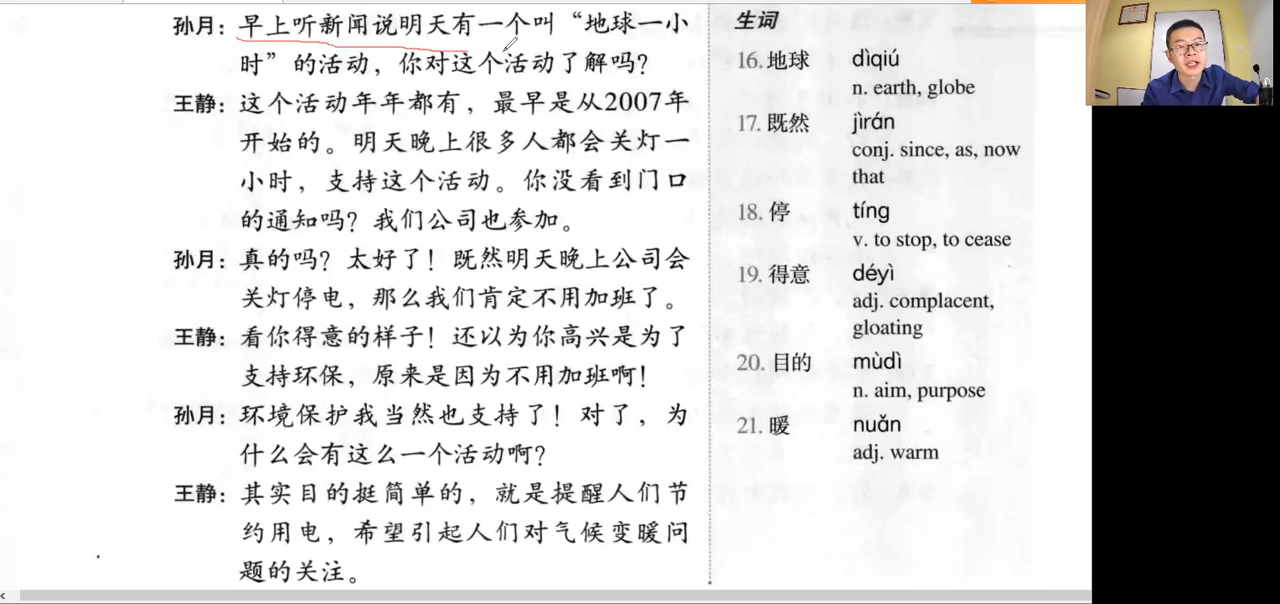 孙月：早上听新闻说明天有一个叫“地球一小
时”的活动，你对这个活动了解吗？
王静：这个活动年年都有，最早是从2007年
开始的。明天晚上很多人都会关灯一
小时，支持这个活动。你没看到门口
的通知吗？我们公司也参加。
孙月：真的吗？太好了！既然明天晚上公司会
关灯停电，那么我们肯定不用加班了。
王静：看你得意的样子！还以为你高兴是为了
支持环保，原来是因为不用加班啊！
孙月：环境保护我当然也支持了！对了，为
什么会有这么一个活动啊？
王静：其实目的挺简单的，就是提醒人们节
约用电，希望引起人们对气候变暖问
题的关注。
生词
16. 地球 dìqiú
n. earth, globe
17. 既然 jìrán
conj. since, as, now
that
18. 停 tíng
v. to stop, to cease
19. 得意 déyì
adj. complacent,
gloating
20. 目的 mùdì
n. aim, purpose
21. 暖 nuǎn
adj. warm